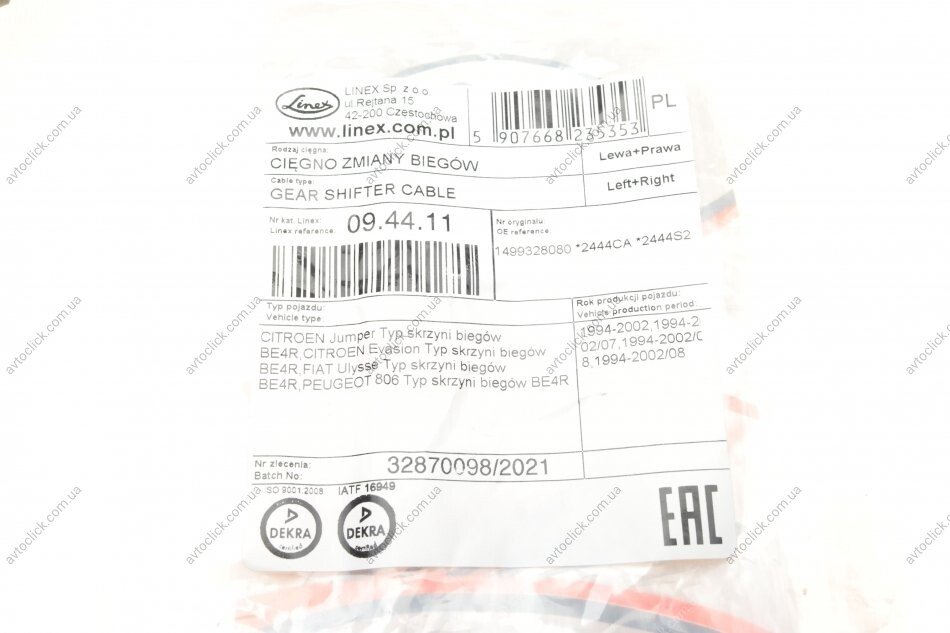 Linex
LINEX Sp. z o.o.
ul.Rejtana 15
42-200 Czestochowa
www.linex.com.pl
5 907668 235353
PL
Rodzaj cięgna:
CIĘGNO ZMIANY BIEGÓW
Lewa+Prawa
Cable type:
GEAR SHIFTER CABLE
Left+Right
Nr kat. Linex:
Linex reference:
09.44.11
Nr oryginału
OE reference
1499328080 *2444CA *2444S2
Typ pojazdu:
Vehicle type:
Rok produkcji pojazdu:
Vehicle production period:
CITROEN Jumper Typ skrzyni biegów
BE4R,CITROEN Evasion Typ skrzyni biegów
BE4R,FIAT Ulysse Typ skrzyni biegów
BE4R,PEUGEOT 806 Typ skrzyni biegów BE4R
1994-2002,1994-2
02/07,1994-2002/0
8,1994-2002/08
Nr zlecenia:
Batch No:
32870098/2021
ISO 9001:2008
IATF 16949
DEKRA
certified
DEKRA
certified
EAC
avtoclick.com.ua